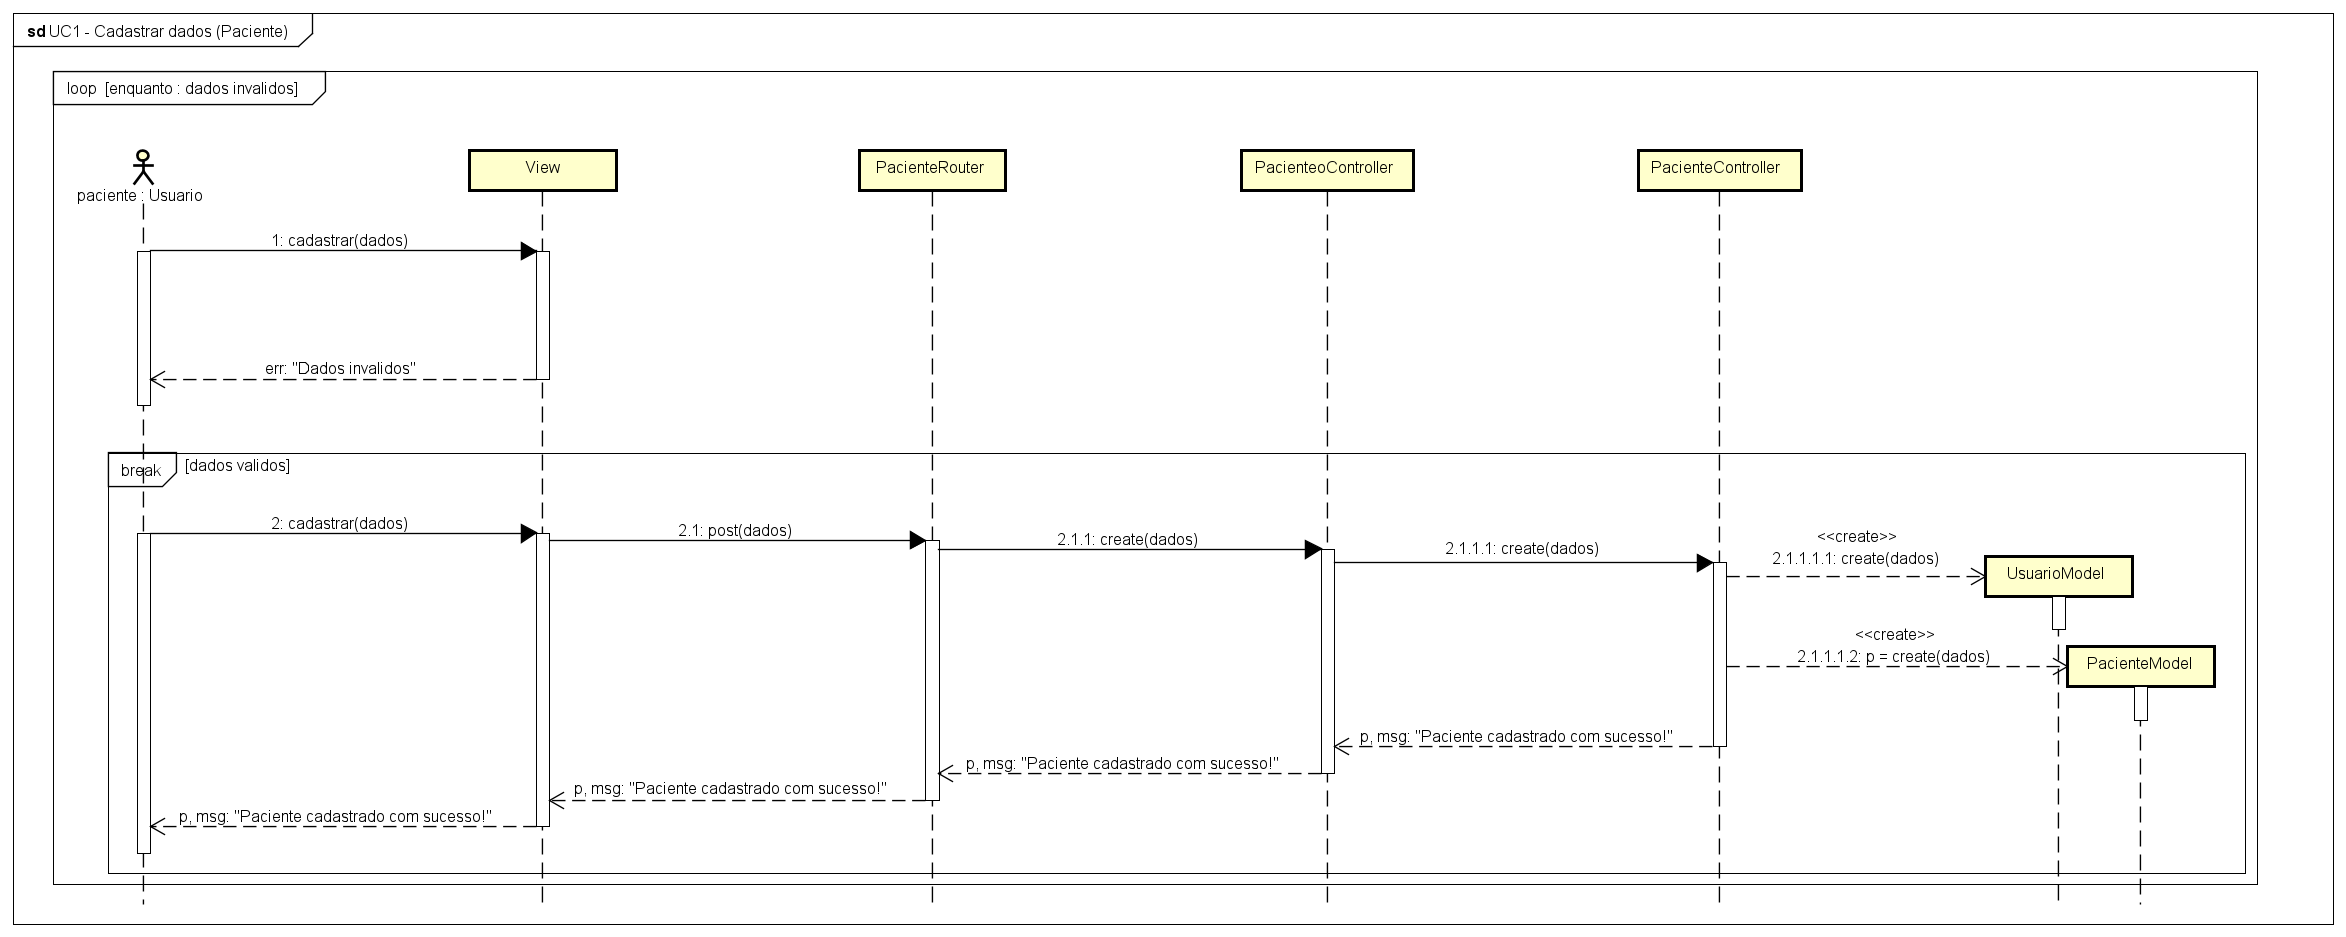 sd UC1 - Cadastrar dados (Paciente)
loop [enquanto : dados invalidos]
paciente : Usuario
View
PacienteRouter
PacienteoController
PacienteController
1: cadastrar(dados)
err: "Dados invalidos"
break [dados validos]
2: cadastrar(dados)
2.1: post(dados)
2.1.1: create(dados)
2.1.1.1: create(dados)
<<create>>
2.1.1.1.1: create(dados)
UsuarioModel
<<create>>
2.1.1.1.2: p = create(dados)
PacienteModel
p, msg: "Paciente cadastrado com sucesso!"
p, msg: "Paciente cadastrado com sucesso!"
p, msg: "Paciente cadastrado com sucesso!"
p, msg: "Paciente cadastrado com sucesso!"